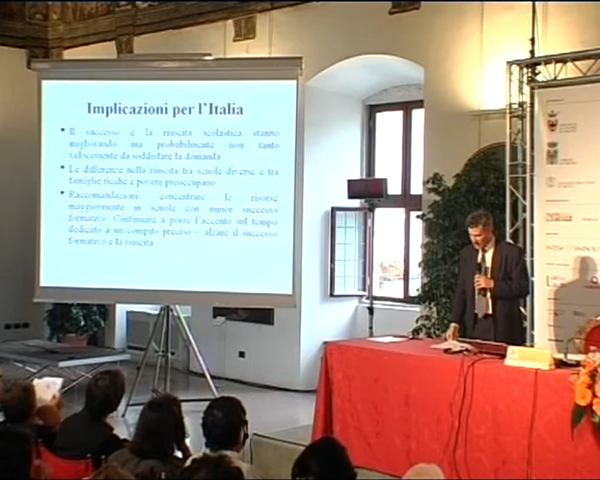 Implicazioni per l'Italia
• Il successo e la riuscita scolastica stanno
migliorando ma probabilmente non tanto
velocemente da soddisfare la domanda
• Le differenze nella riuscita tra scuole diverse e tra
famiglie ricche e povere preoccupano
• Raccomandazioni: concentrare le risorse
maggiormente in scuole con minor successo
formativo. Continuare a porre l'accento sul tempo
dedicato a un compito preciso – alzare il successo
formativo e la riuscita